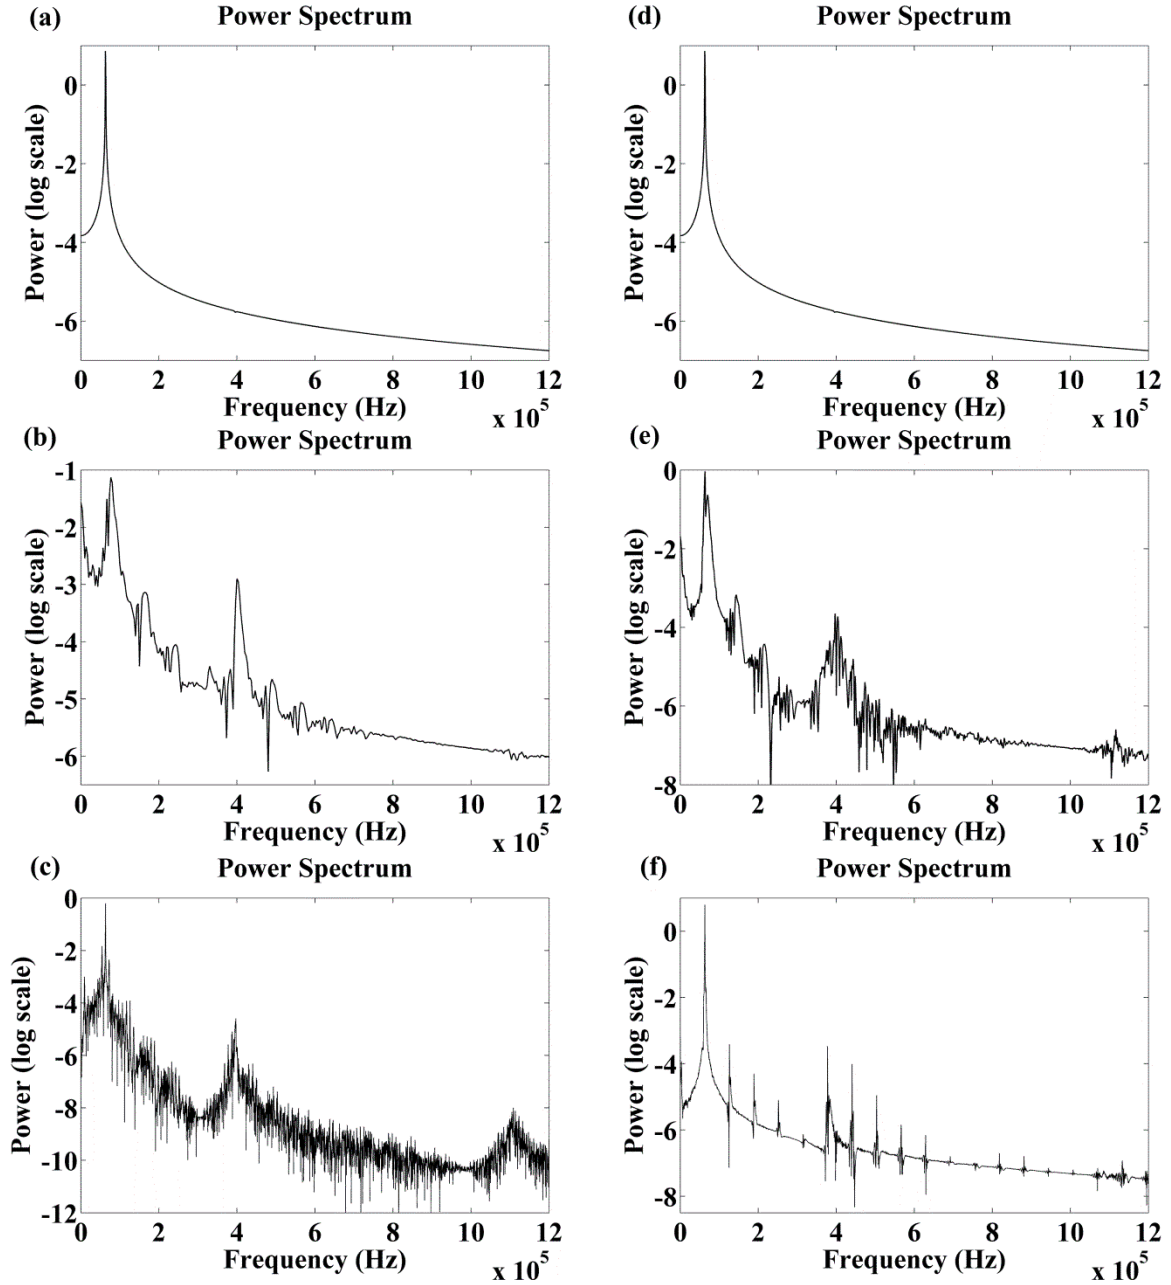 (a) Power Spectrum
0
-2
-4
-6
Power (log scale)
0 2 4 6 8 10 12
Frequency (Hz)
x 10^5
(d) Power Spectrum
0
-2
-4
-6
Power (log scale)
0 2 4 6 8 10 12
Frequency (Hz)
x 10^5
(b) Power Spectrum
-1
-2
-3
-4
-5
-6
Power (log scale)
0 2 4 6 8 10 12
Frequency (Hz)
x 10^5
(e) Power Spectrum
0
-2
-4
-6
-8
Power (log scale)
0 2 4 6 8 10 12
Frequency (Hz)
x 10^5
(c) Power Spectrum
0
-2
-4
-6
-8
-10
-12
Power (log scale)
0 2 4 6 8 10 12
Frequency (Hz)
x 10^5
(f) Power Spectrum
0
-2
-4
-6
-8
Power (log scale)
0 2 4 6 8 10 12
Frequency (Hz)
x 10^5